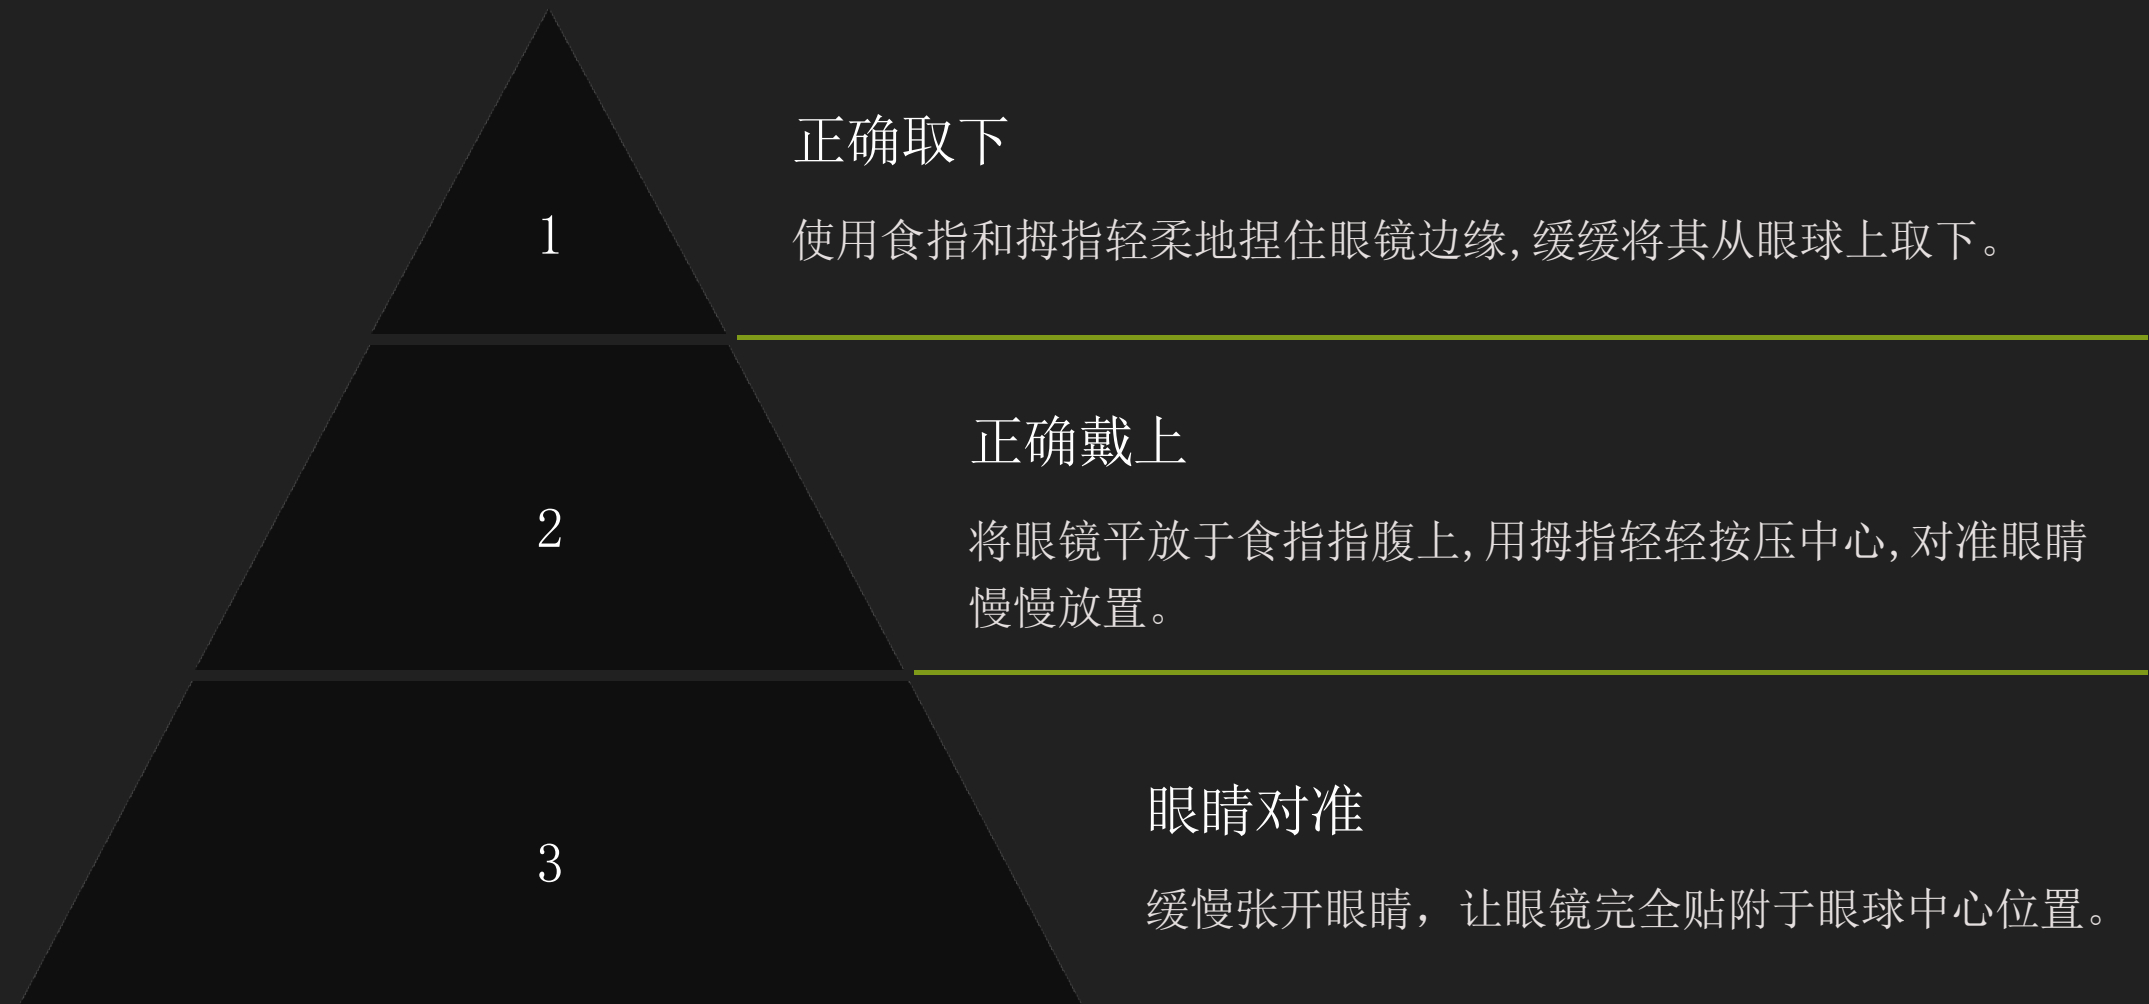 1
正确取下
使用食指和拇指轻柔地捏住眼镜边缘,缓缓将其从眼球上取下。
2
正确戴上
将眼镜平放于食指指腹上,用拇指轻轻按压中心,对准眼睛
慢慢放置。
3
眼睛对准
缓慢张开眼睛，让眼镜完全贴附于眼球中心位置。